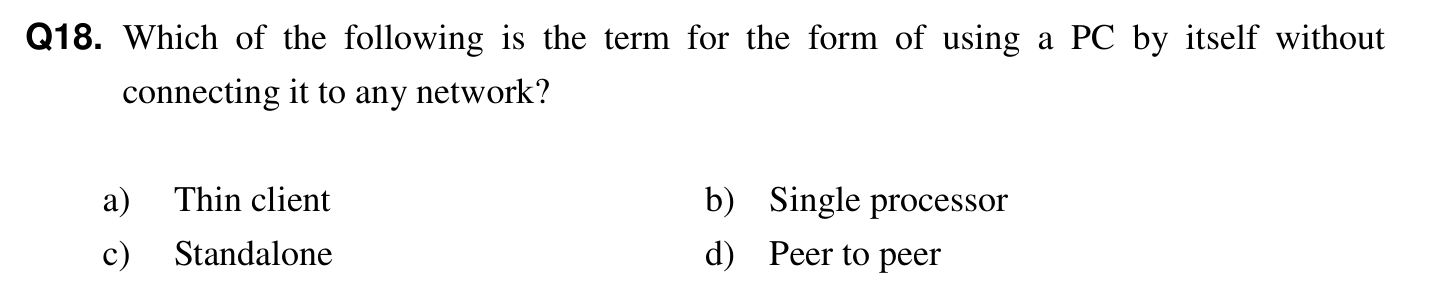 Q18. Which of the following is the term for the form of using a PC by itself without
connecting it to any network?
a) Thin client b) Single processor
c) Standalone d) Peer to peer